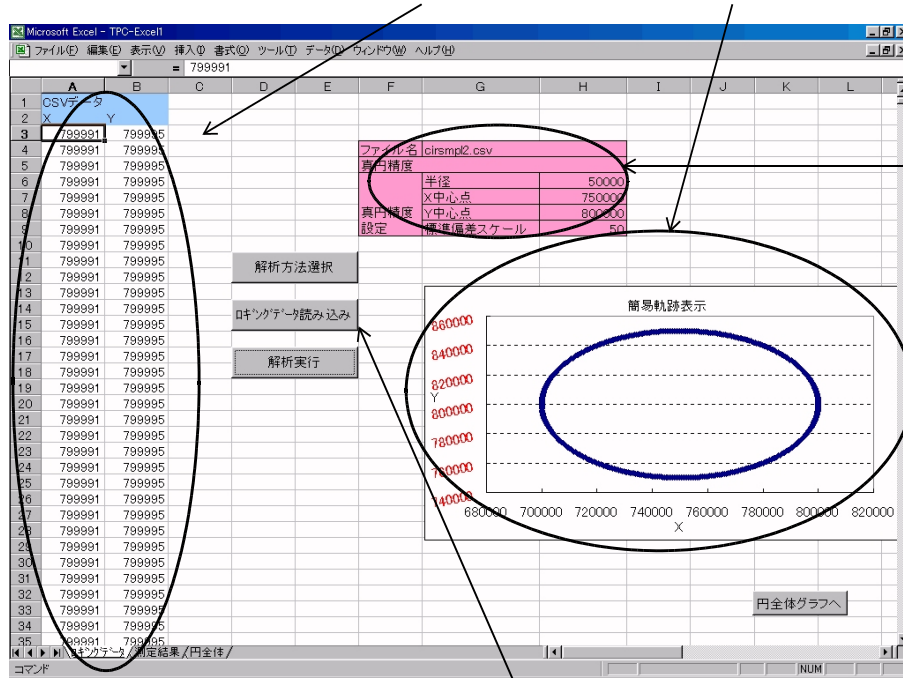 Microsoft Excel - TPC-Excel1
ファイル(F) 編集(E) 表示(V) 挿入(I) 書式(O) ツール(T) データ(D) ウィンドウ(W) ヘルプ(H)
= 799991
A B C D E F G H I J K L
1 CSVデータ
2 X Y
3 799991 799995
4 799991 799995 ファイル名 cirsmpl2.csv
5 799991 799995 真円精度
6 799991 799995 半径 50000
7 799991 799995 X中心点 750000
8 799991 799995 真円精度 Y中心点 800000
9 799991 799995 設定 標準偏差スケール 50
10 799991 799995
11 799991 799995 解析方法選択
12 799991 799995
13 799991 799995
14 799991 799995 ロギングデータ読み込み
15 799991 799995
16 799991 799995
17 799991 799995 解析実行
18 799991 799995
19 799991 799995
20 799991 799995
21 799991 799995
22 799991 799995
23 799991 799995
24 799991 799995
25 799991 799995
26 799991 799995
27 799991 799995
28 799991 799995
29 799991 799995
30 799991 799995
31 799991 799995
32 799991 799995
33 799991 799995
34 799991 799995
35 799991 799995
簡易軌跡表示
860000
840000
820000
Y
800000
780000
760000
740000
680000 700000 720000 740000 760000 780000 800000 820000
X
円全体グラフへ
ロギングデータ/測定結果/円全体/
コマンド NUM